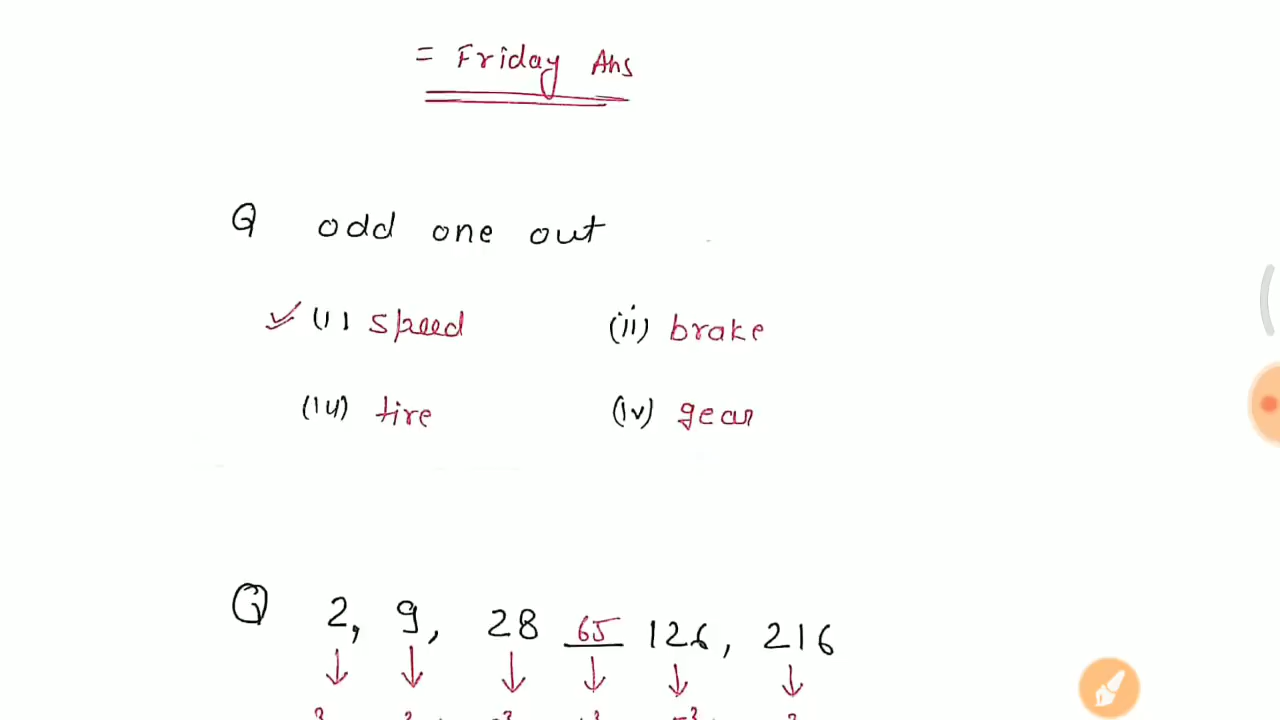 = Friday Ans
Q odd one out
(i) speed (ii) brake
(iii) tire (iv) gear
Q 2, 9, 28 65 126, 216